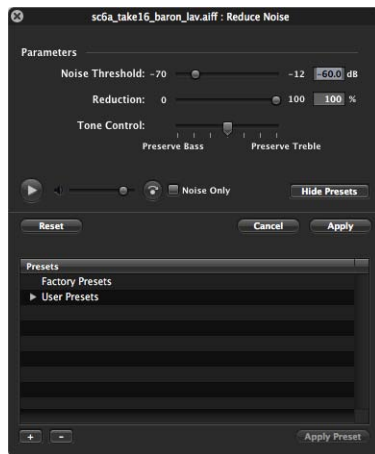 sc6a_take16_baron_lav.aiff : Reduce Noise
Parameters
Noise Threshold: -70 -12 -60.0 dB
Reduction: 0 100 100 %
Tone Control:
Preserve Bass Preserve Treble
Noise Only Hide Presets
Reset Cancel Apply
Presets
Factory Presets
User Presets
+ - Apply Preset